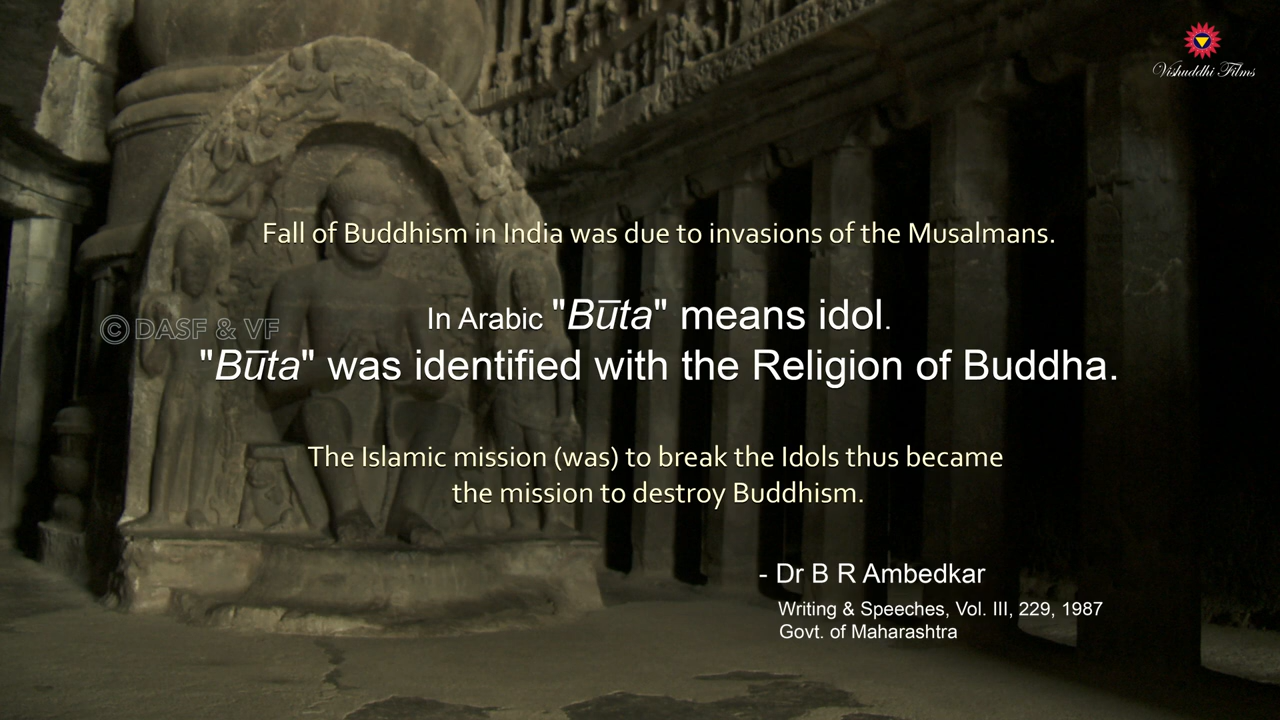 Vishuddhi Films
Fall of Buddhism in India was due to invasions of the Musalmans.
In Arabic "Būta" means idol.
© DASF & VF
"Būta" was identified with the Religion of Buddha.
The Islamic mission (was) to break the Idols thus became
the mission to destroy Buddhism.
- Dr B R Ambedkar
Writing & Speeches, Vol. III, 229, 1987
Govt. of Maharashtra